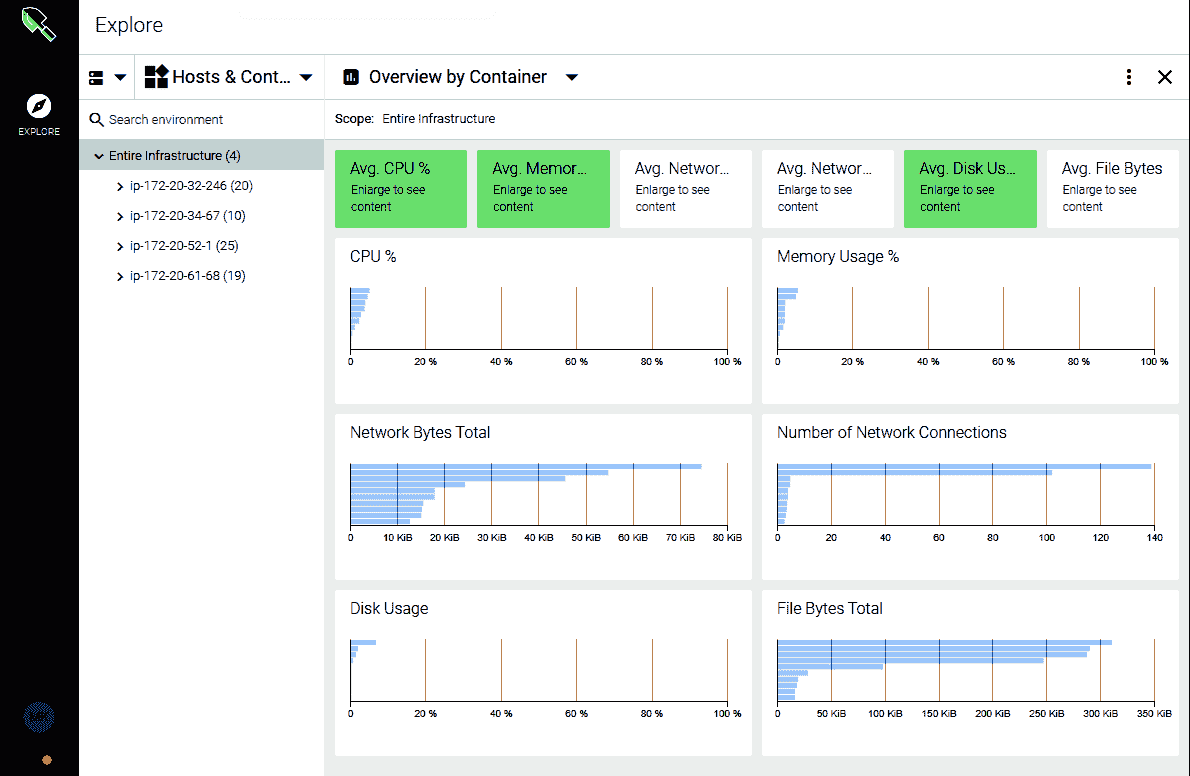 Explore
EXPLORE
Hosts & Cont...
Overview by Container
Search environment
Scope: Entire Infrastructure
Entire Infrastructure (4)
ip-172-20-32-246 (20)
ip-172-20-34-67 (10)
ip-172-20-52-1 (25)
ip-172-20-61-68 (19)
Avg. CPU %
Enlarge to see
content
Avg. Memor...
Enlarge to see
content
Avg. Networ...
Enlarge to see
content
Avg. Networ...
Enlarge to see
content
Avg. Disk Us...
Enlarge to see
content
Avg. File Bytes
Enlarge to see
content
CPU %
0 20 % 40 % 60 % 80 % 100 %
Memory Usage %
0 20 % 40 % 60 % 80 % 100 %
Network Bytes Total
0 10 KiB 20 KiB 30 KiB 40 KiB 50 KiB 60 KiB 70 KiB 80 KiB
Number of Network Connections
0 20 40 60 80 100 120 140
Disk Usage
0 20 % 40 % 60 % 80 % 100 %
File Bytes Total
0 50 KiB 100 KiB 150 KiB 200 KiB 250 KiB 300 KiB 350 KiB